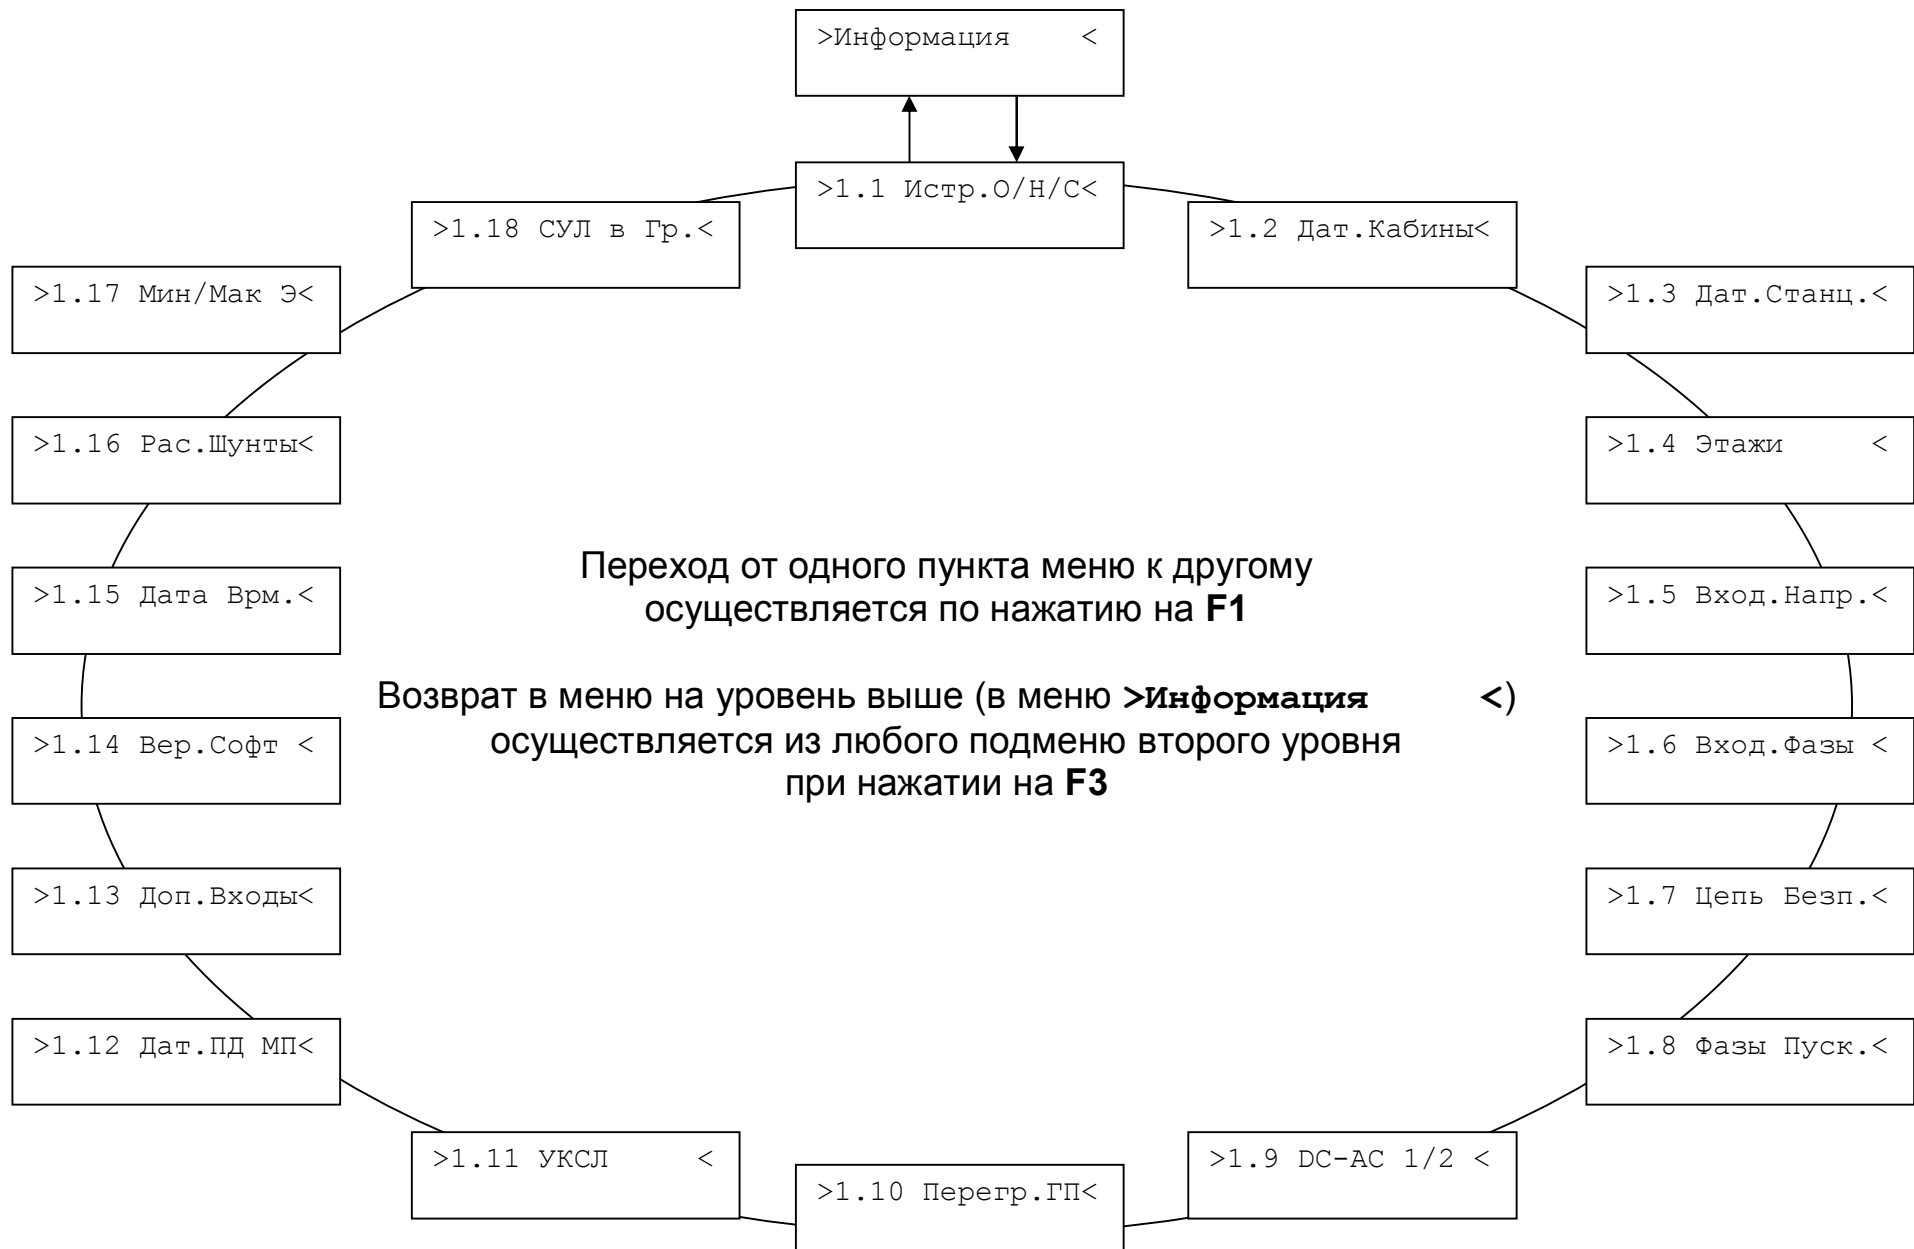 >Информация    <
>1.1 Истр.О/Н/С<
>1.18 СУЛ в Гр.<
>1.2 Дат.Кабины<
>1.17 Мин/Мак Э<
>1.3 Дат.Станц.<
>1.16 Рас.Шунты<
>1.4 Этажи     <
Переход от одного пункта меню к другому
осуществляется по нажатию на F1
>1.15 Дата Врм.<
>1.5 Вход.Напр.<
Возврат в меню на уровень выше (в меню >Информация    <)
осуществляется из любого подменю второго уровня
при нажатии на F3
>1.14 Вер.Софт <
>1.6 Вход.Фазы <
>1.13 Доп.Входы<
>1.7 Цепь Безп.<
>1.12 Дат.ПД МП<
>1.8 Фазы Пуск.<
>1.11 УКСЛ     <
>1.9 DC-AC 1/2 <
>1.10 Перегр.ГП<